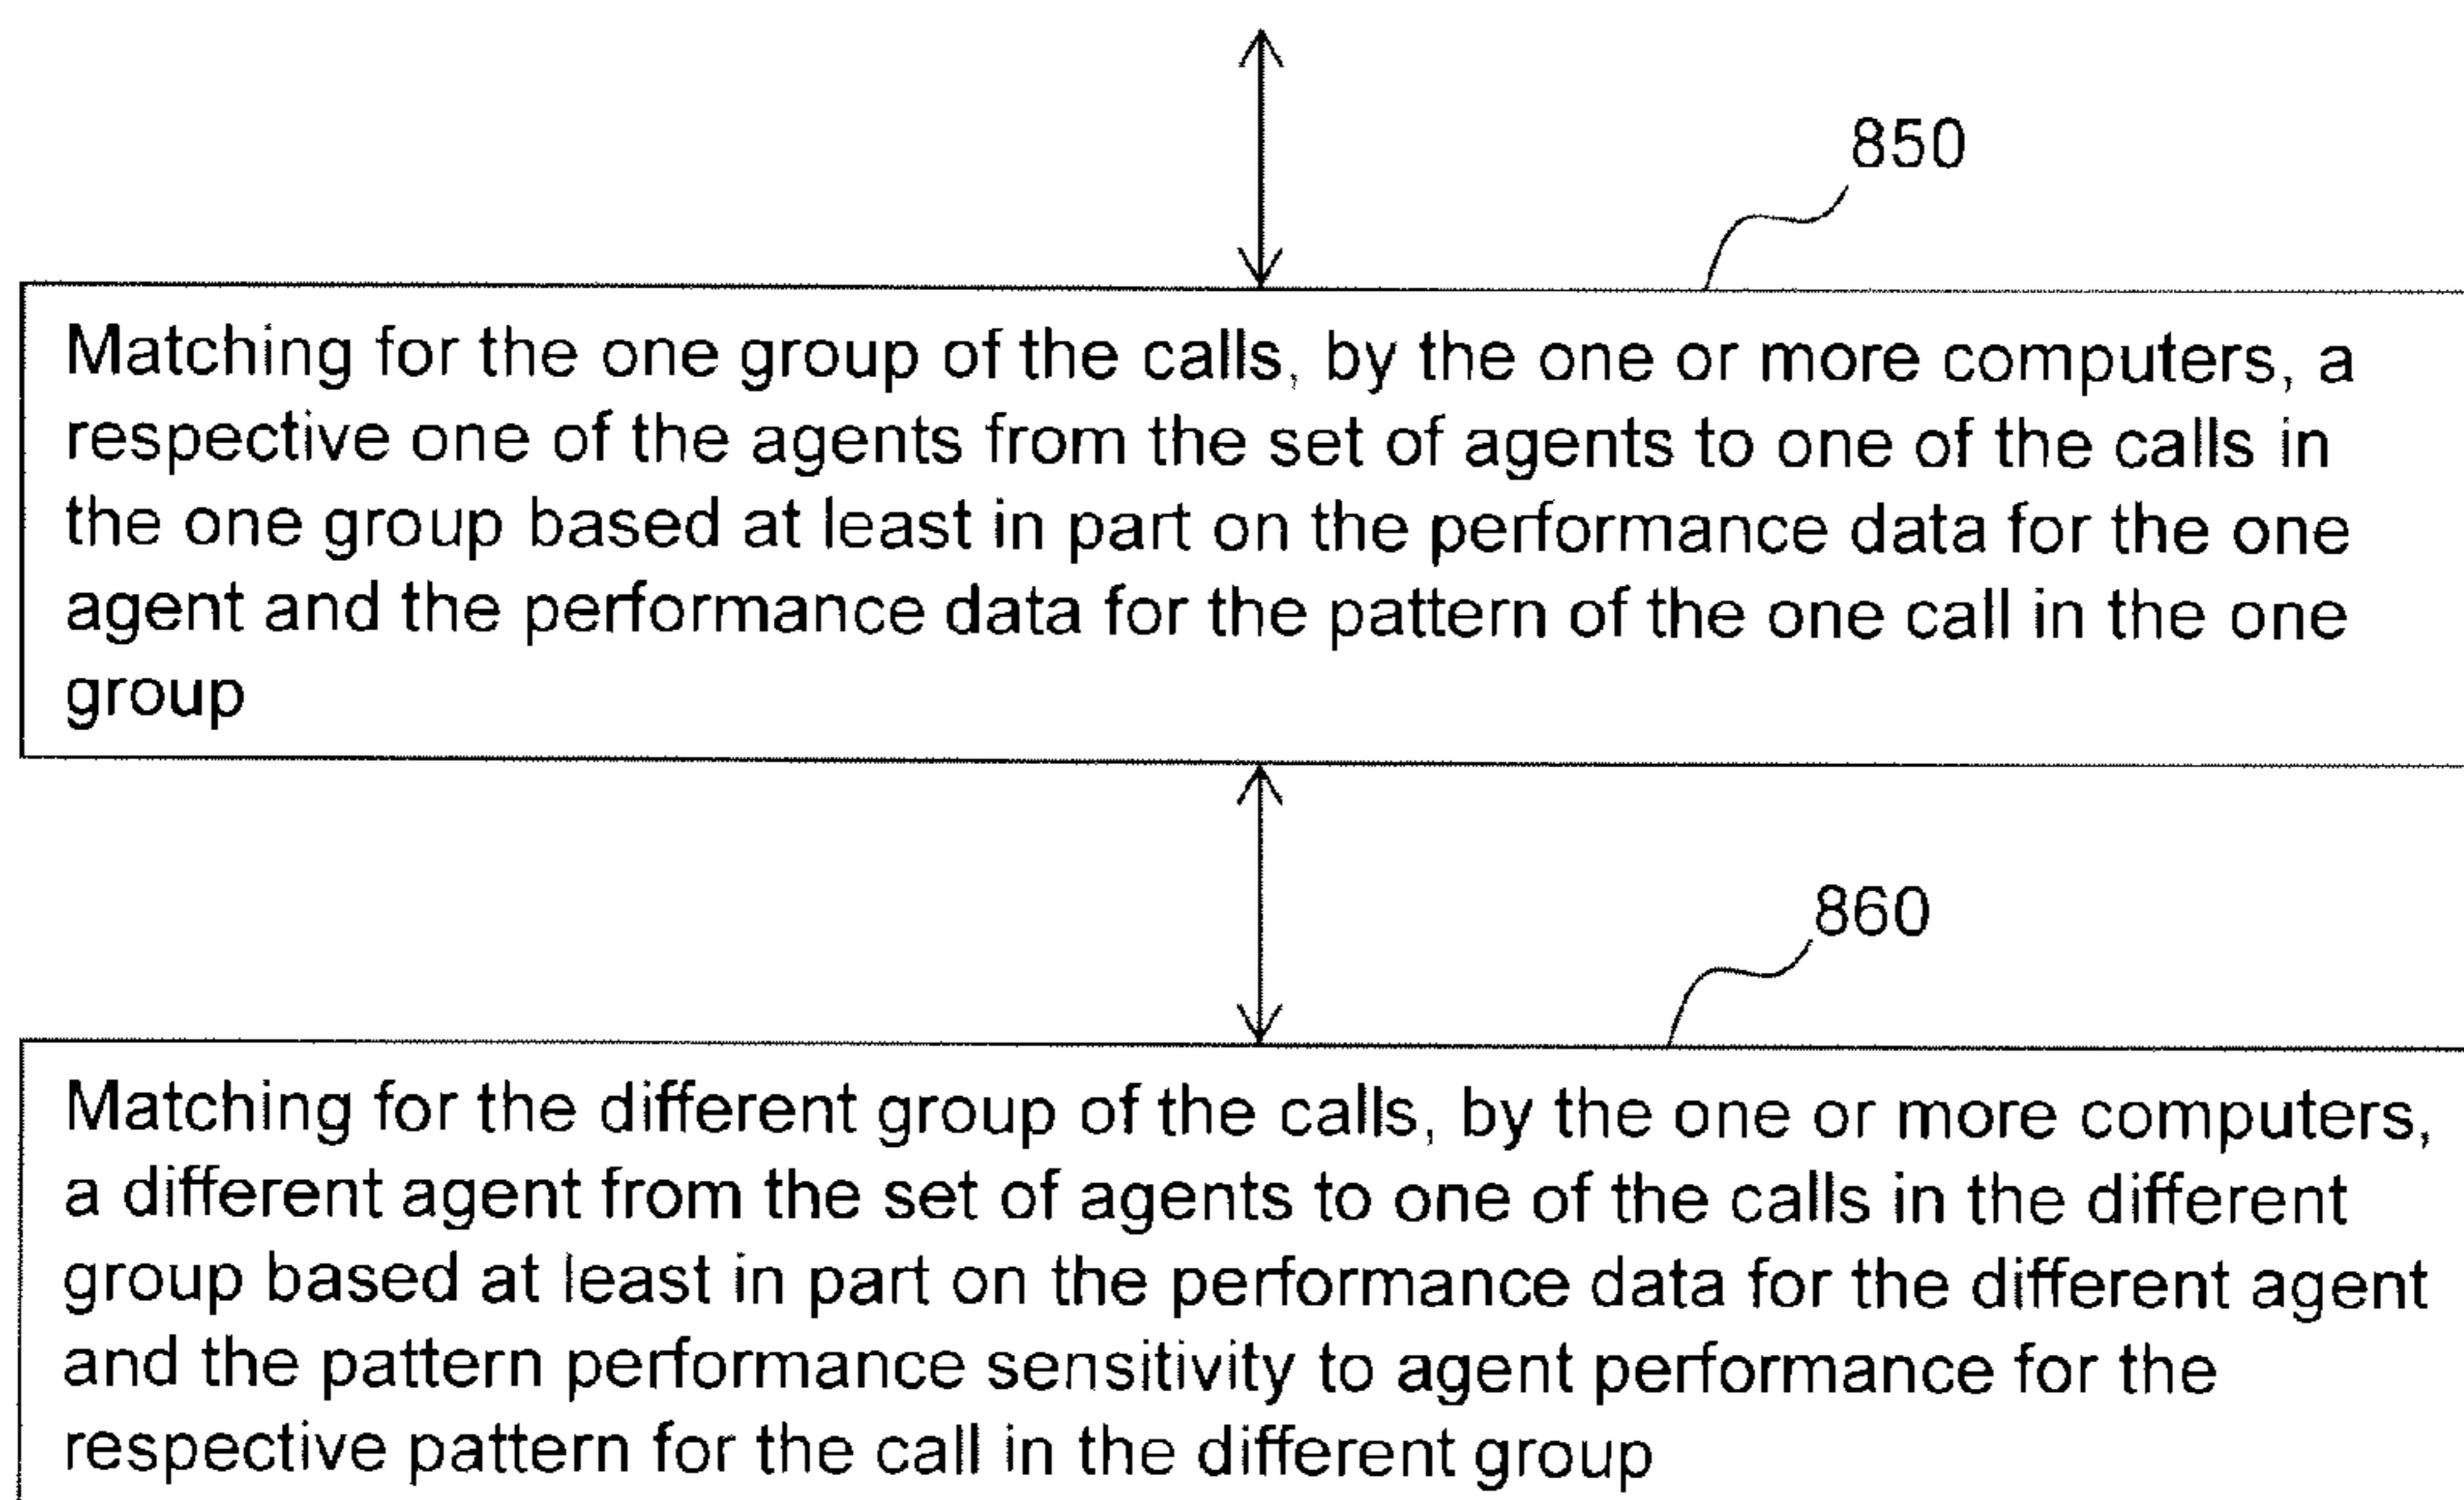 850
Matching for the one group of the calls, by the one or more computers, a
respective one of the agents from the set of agents to one of the calls in
the one group based at least in part on the performance data for the one
agent and the performance data for the pattern of the one call in the one
group
860
Matching for the different group of the calls, by the one or more computers,
a different agent from the set of agents to one of the calls in the different
group based at least in part on the performance data for the different agent
and the pattern performance sensitivity to agent performance for the
respective pattern for the call in the different group